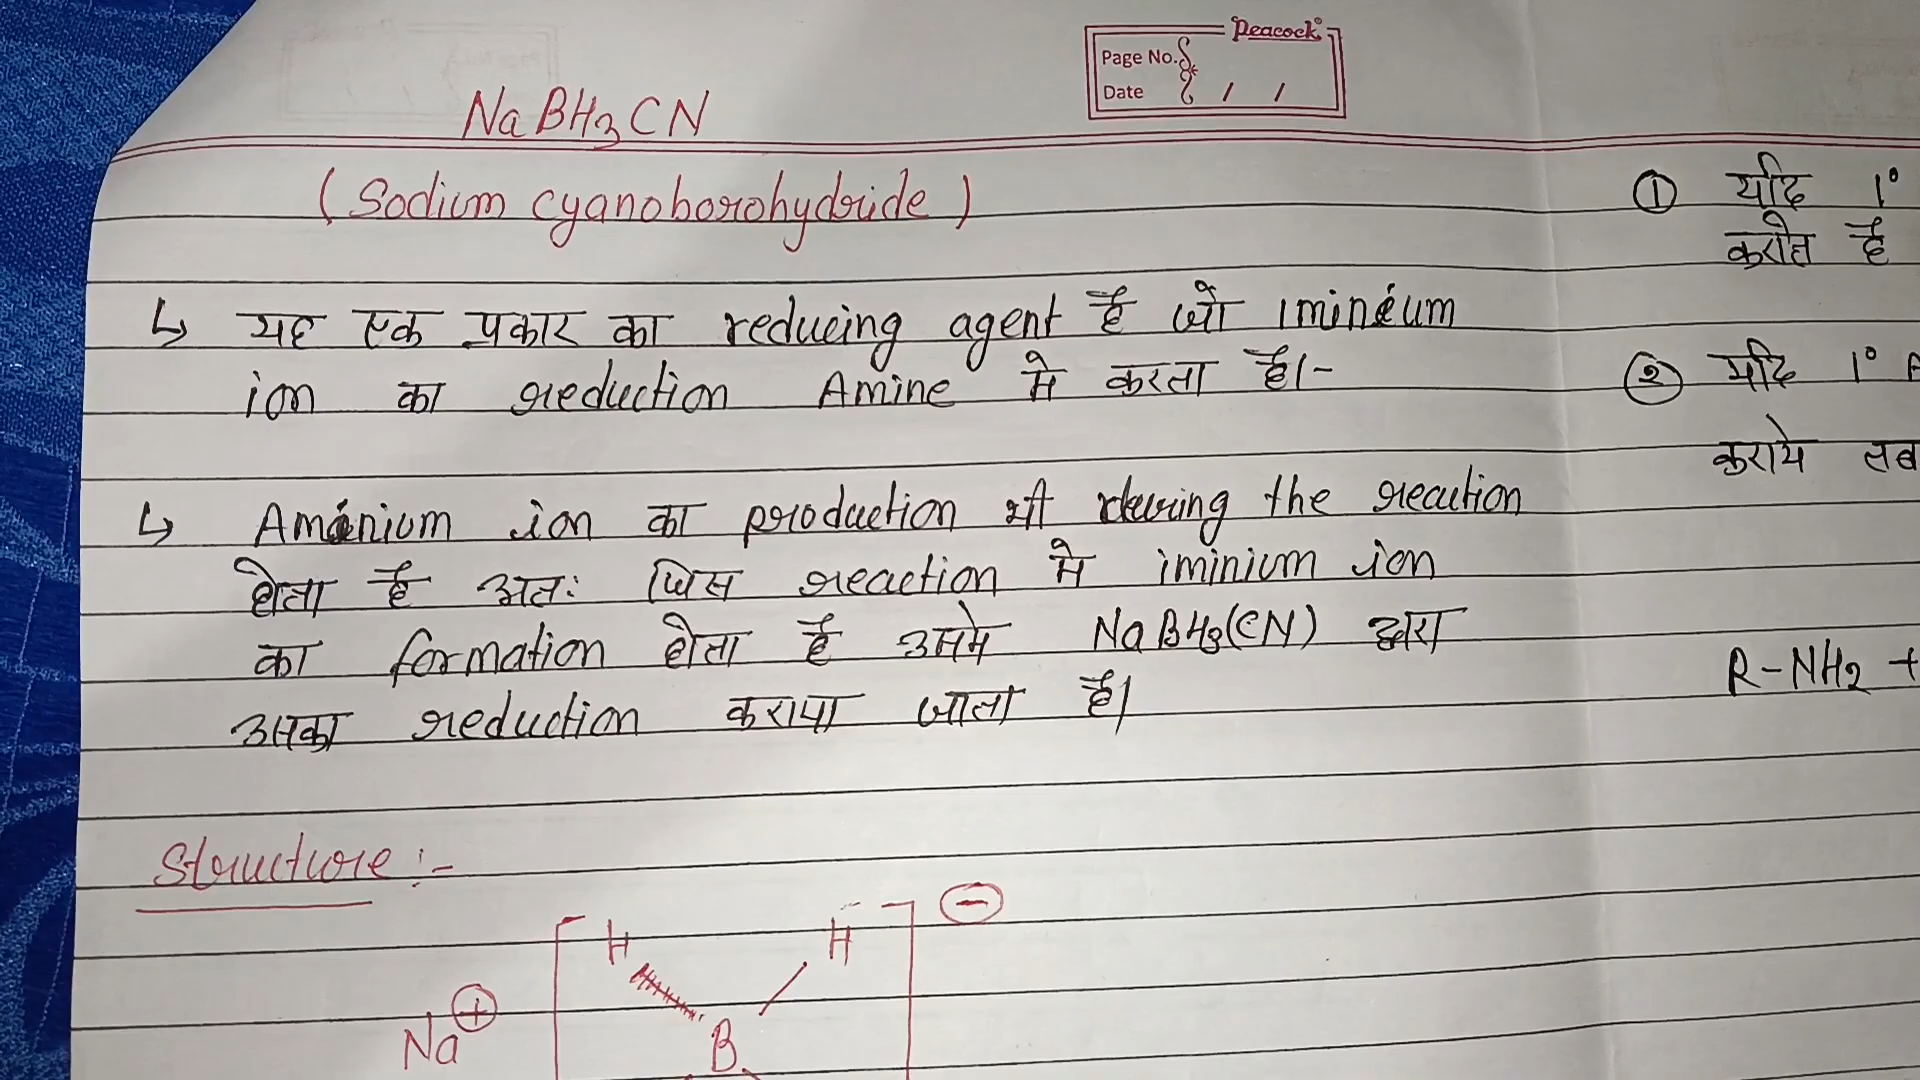 Peacock
Page No.
Date / /
NaBH3CN
(Sodium cyanoborohydride)
↳ यह एक प्रकार का reducing agent है जो iminium
ion का reduction Amine मे करता है।-
↳ Aminium ion का production भी during the reaction
होता है अतः जिस reaction मे iminium ion
का formation होता है उसमे NaBH3(CN) द्वारा
उसका reduction कराया जाता है।
Structure :-
H H ⊖
Na⊕ B
① यदि 1°
कराते है
② यदि 1° A
कराये तब
R-NH2 +